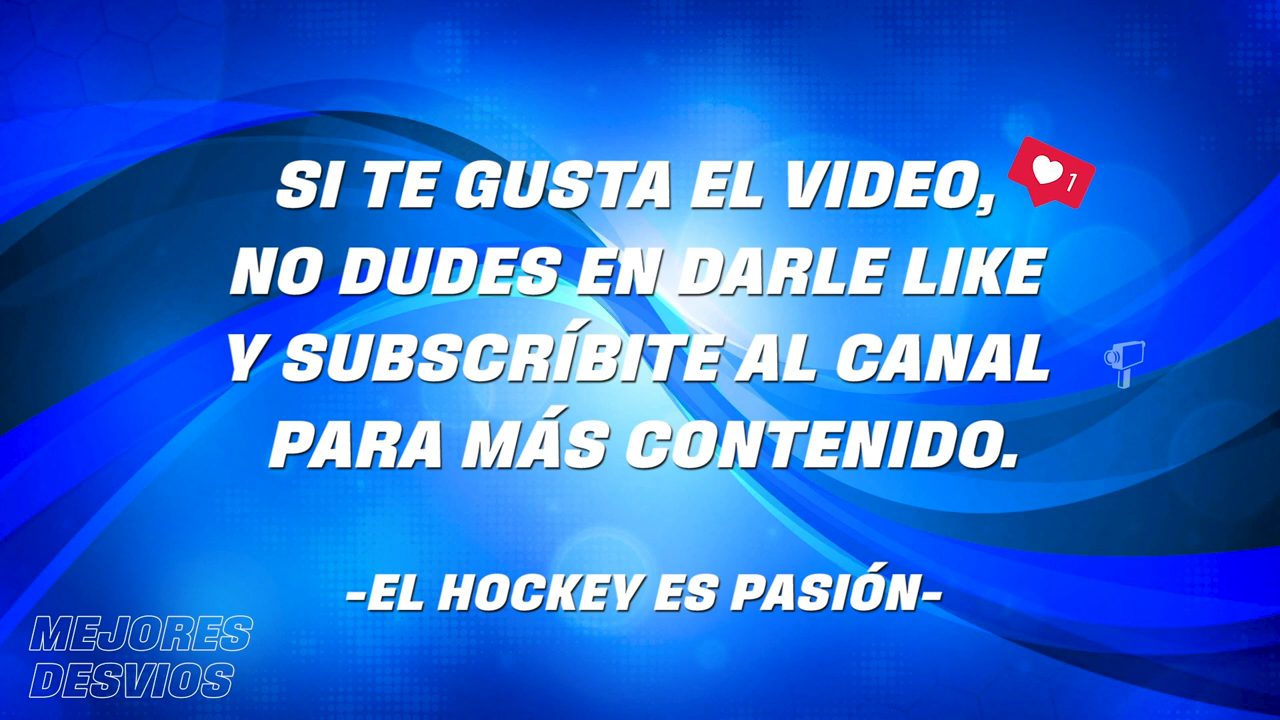 SI TE GUSTA EL VIDEO,
1
NO DUDES EN DARLE LIKE
Y SUBSCRÍBITE AL CANAL
PARA MÁS CONTENIDO.
-EL HOCKEY ES PASIÓN-
MEJORES
DESVIOS